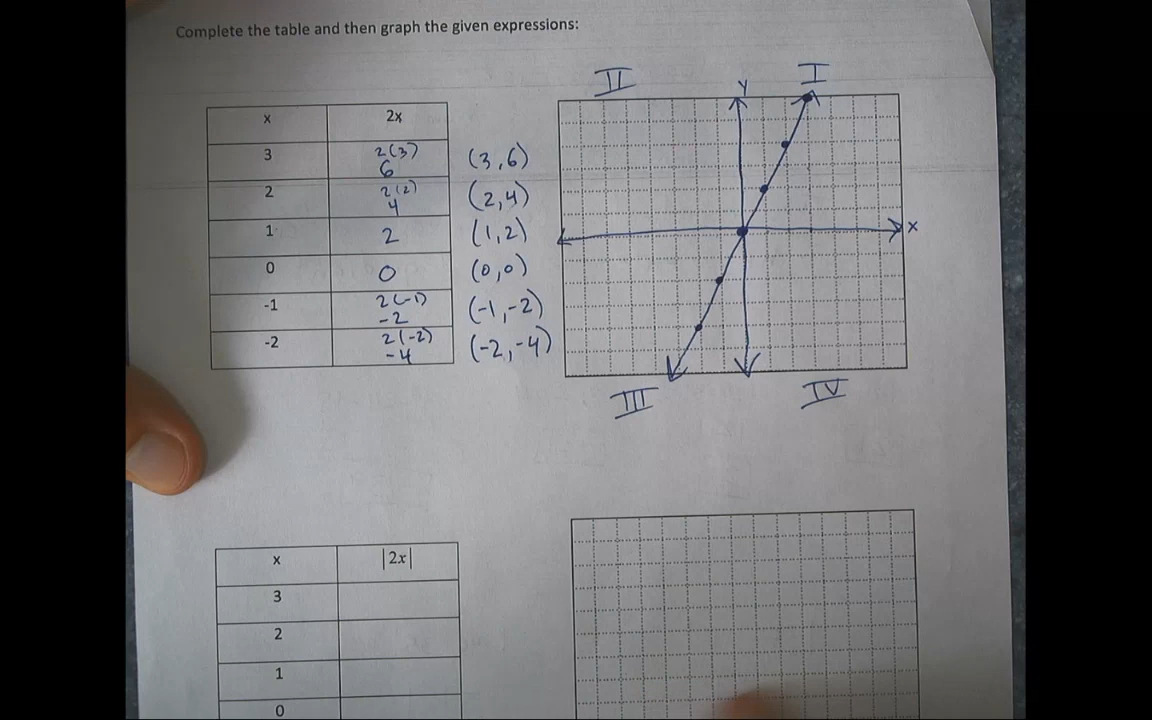 Complete the table and then graph the given expressions:
II
I
y
x 2x
3 2(3) 6 (3,6)
2 2(2) 4 (2,4)
1 2 (1,2)
0 0 (0,0)
-1 2(-1) -2 (-1,-2)
-2 2(-2) -4 (-2,-4)
x
III
IV
x |2x|
3
2
1
0